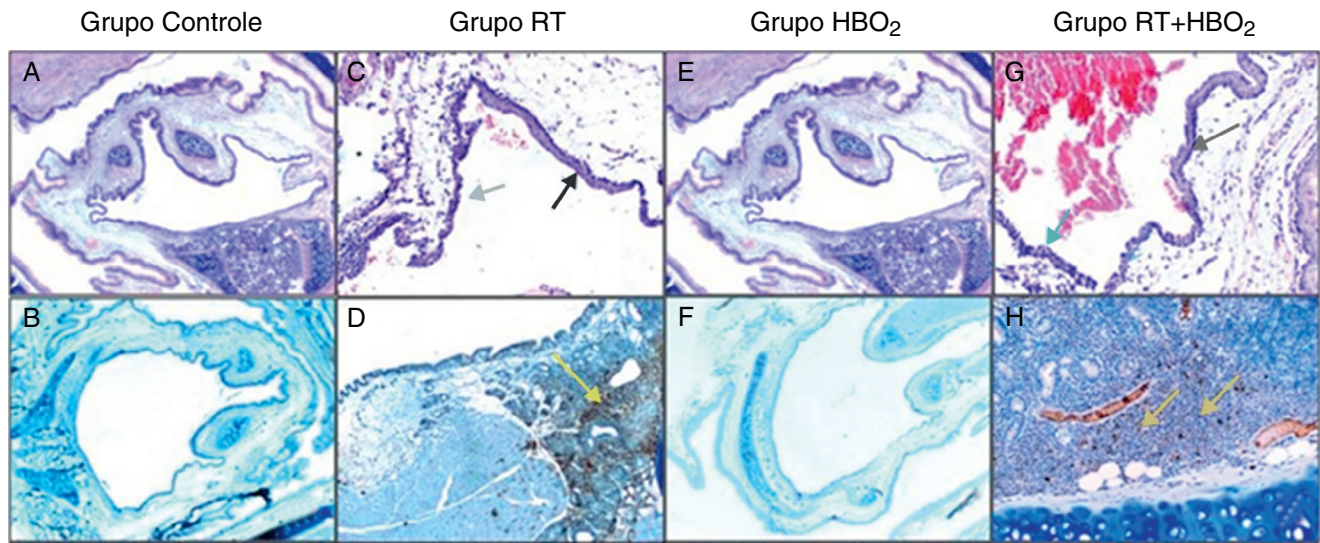 Grupo Controle Grupo RT Grupo HBO₂ Grupo RT+HBO₂
A C E G
B D F H